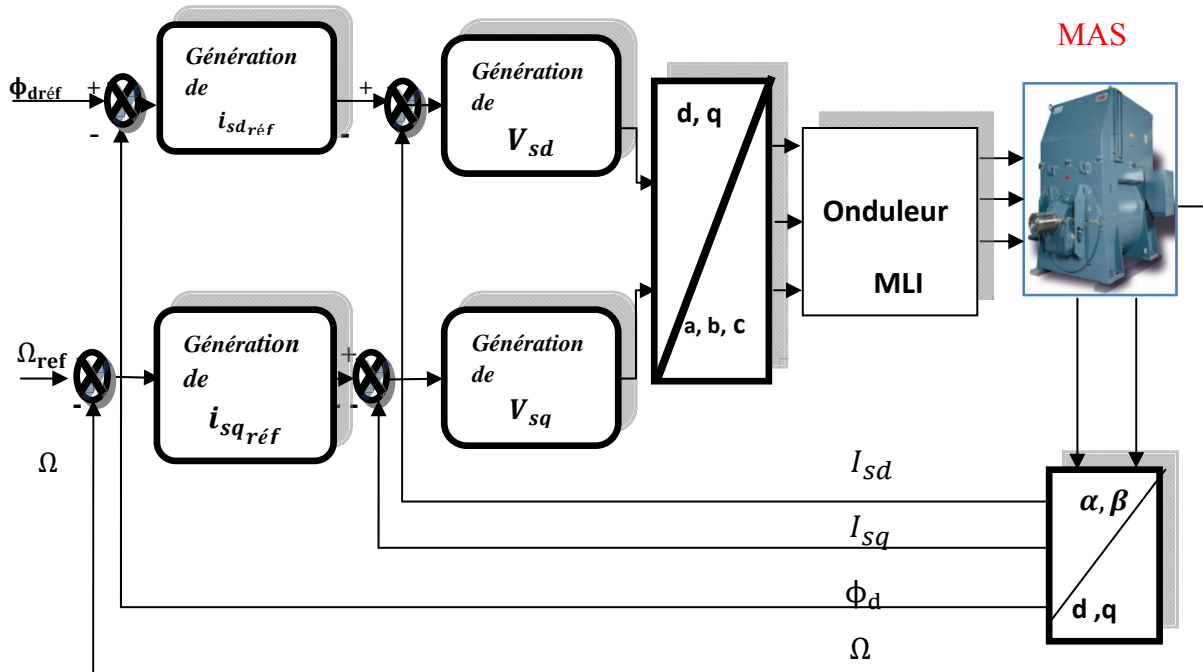 MAS
ϕdréf
+
-
Génération
de
isdréf
+
-
Génération
de
Vsd
d, q
a, b, c
Onduleur
MLI
Ωref
-
Ω
Génération
de
isqréf
+
- -
Génération
de
Vsq
Isd
Isq
ϕd
Ω
α, β
d ,q